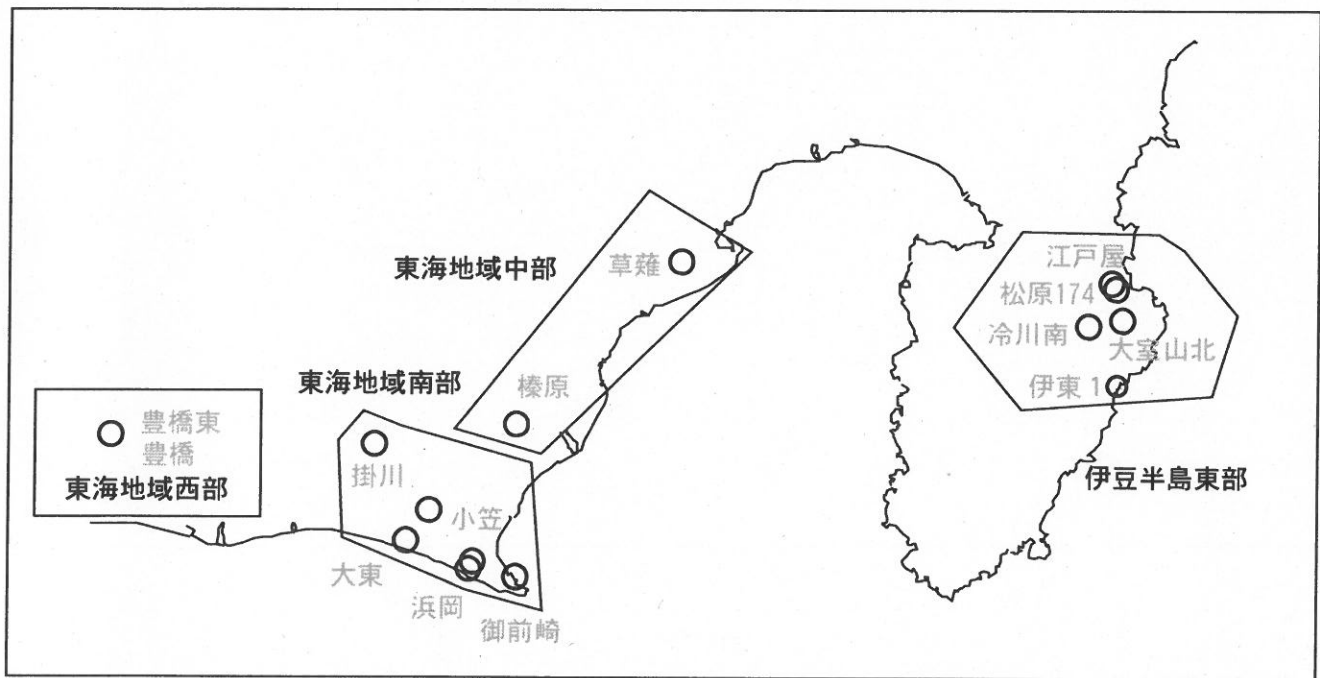 東海地域中部
草薙
東海地域南部
榛原
豊橋東
豊橋
東海地域西部
掛川
小笠
大東
浜岡
御前崎
江戸屋
松原174
冷川南
大室山北
伊東1
伊豆半島東部